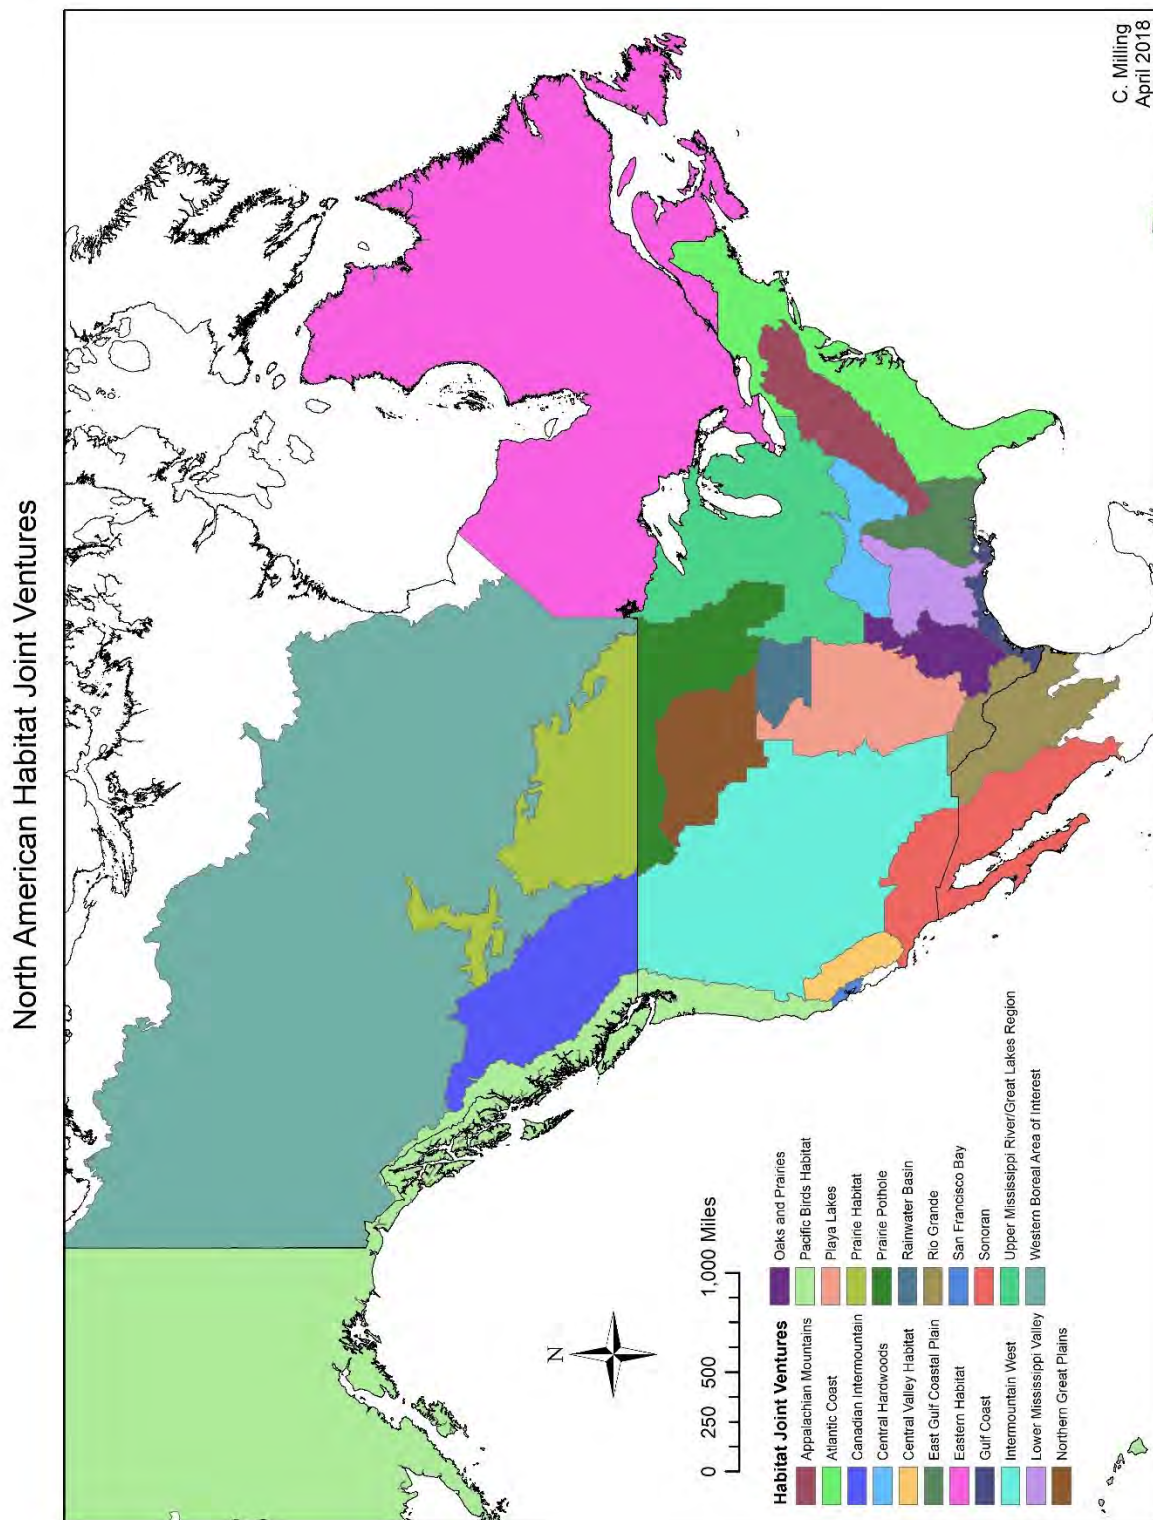 North American Habitat Joint Ventures
C. Milling
April 2018
N
0 250 500 1,000 Miles
Habitat Joint Ventures
Appalachian Mountains
Atlantic Coast
Canadian Intermountain
Central Hardwoods
Central Valley Habitat
East Gulf Coastal Plain
Eastern Habitat
Gulf Coast
Intermountain West
Lower Mississippi Valley
Northern Great Plains
Oaks and Prairies
Pacific Birds Habitat
Playa Lakes
Prairie Habitat
Prairie Pothole
Rainwater Basin
Rio Grande
San Francisco Bay
Sonoran
Upper Mississippi River/Great Lakes Region
Western Boreal Area of Interest